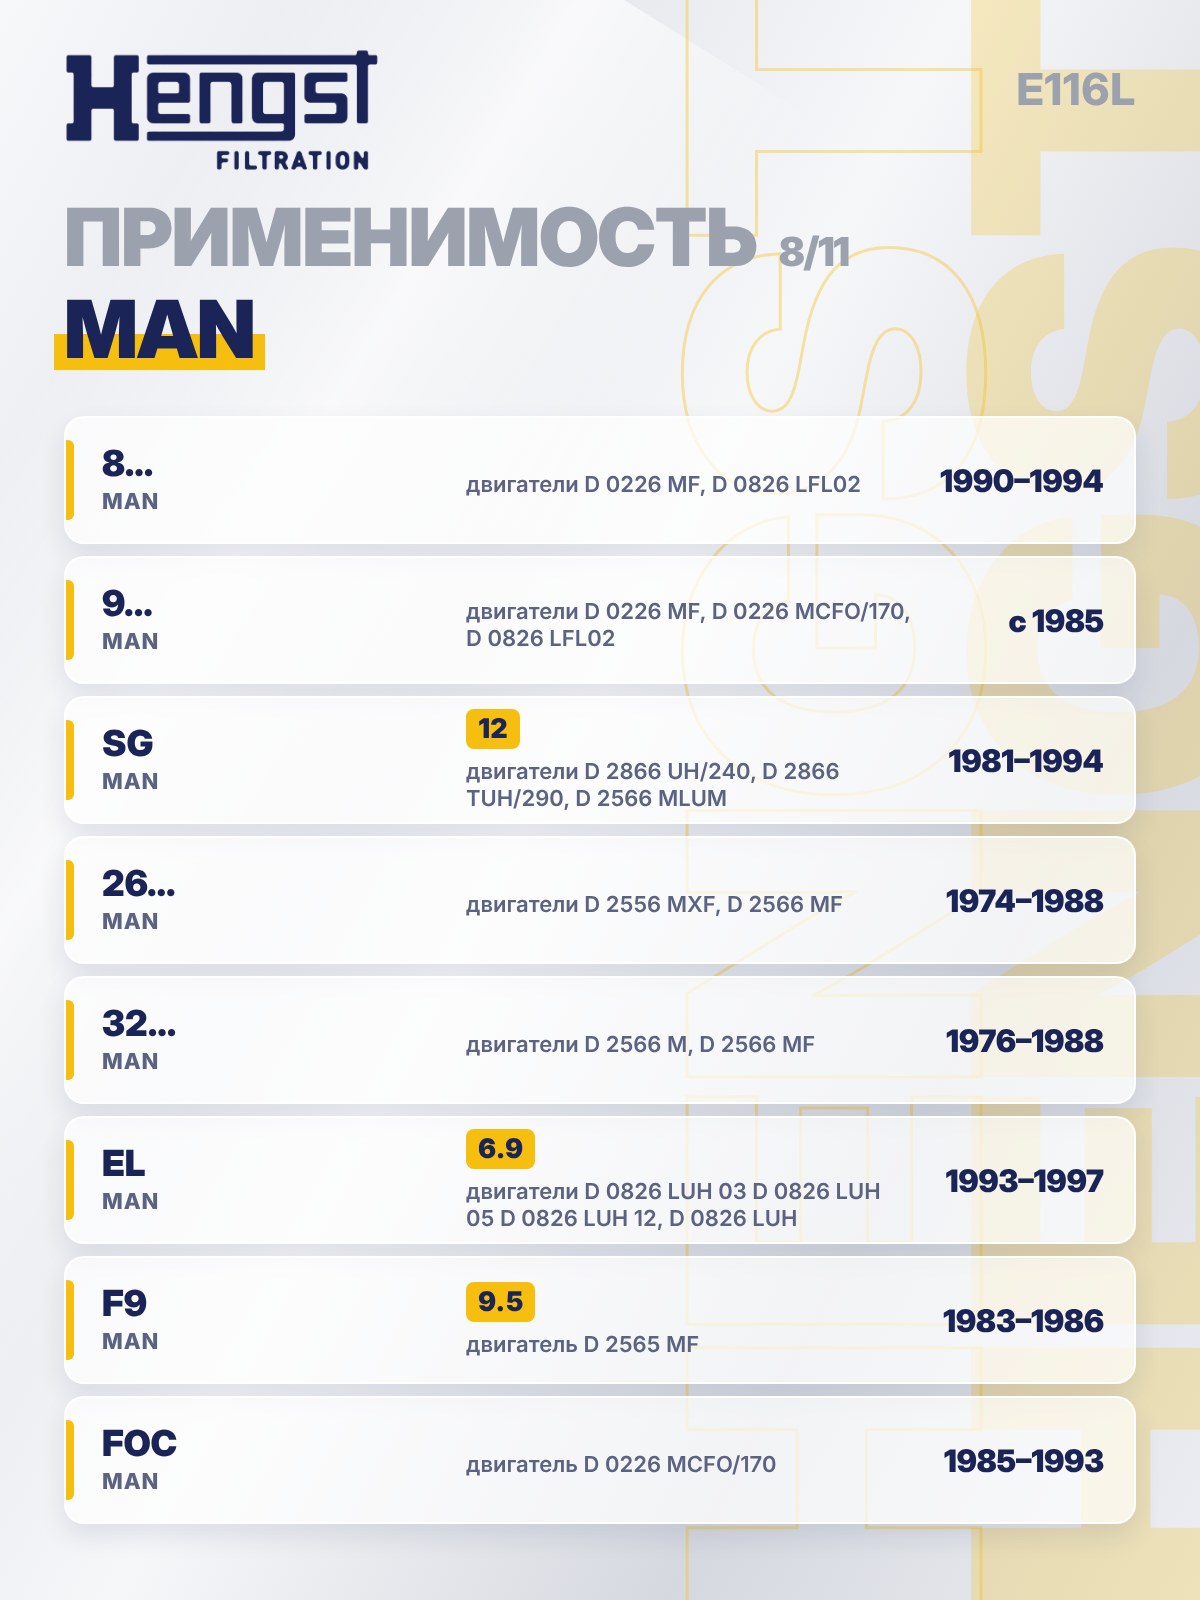 Hengst
FILTRATION
E116L
ПРИМЕНИМОСТЬ 8/11
MAN
8...
MAN
двигатели D 0226 MF, D 0826 LFL02
1990–1994
9...
MAN
двигатели D 0226 MF, D 0226 MCFO/170,
D 0826 LFL02
с 1985
SG
MAN
12
двигатели D 2866 UH/240, D 2866
TUH/290, D 2566 MLUM
1981–1994
26...
MAN
двигатели D 2556 MXF, D 2566 MF
1974–1988
32...
MAN
двигатели D 2566 M, D 2566 MF
1976–1988
EL
MAN
6.9
двигатели D 0826 LUH 03 D 0826 LUH
05 D 0826 LUH 12, D 0826 LUH
1993–1997
F9
MAN
9.5
двигатель D 2565 MF
1983–1986
FOC
MAN
двигатель D 0226 MCFO/170
1985–1993
HENGST
HENGST